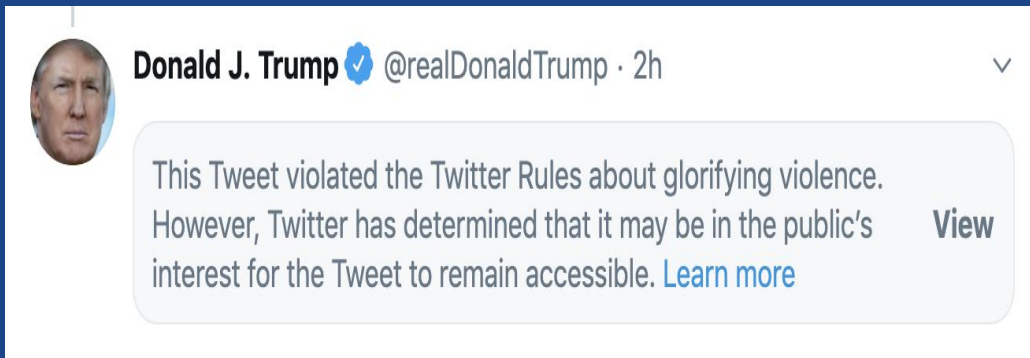 Donald J. Trump @realDonaldTrump · 2h
This Tweet violated the Twitter Rules about glorifying violence.
However, Twitter has determined that it may be in the public’s
interest for the Tweet to remain accessible. Learn more
View